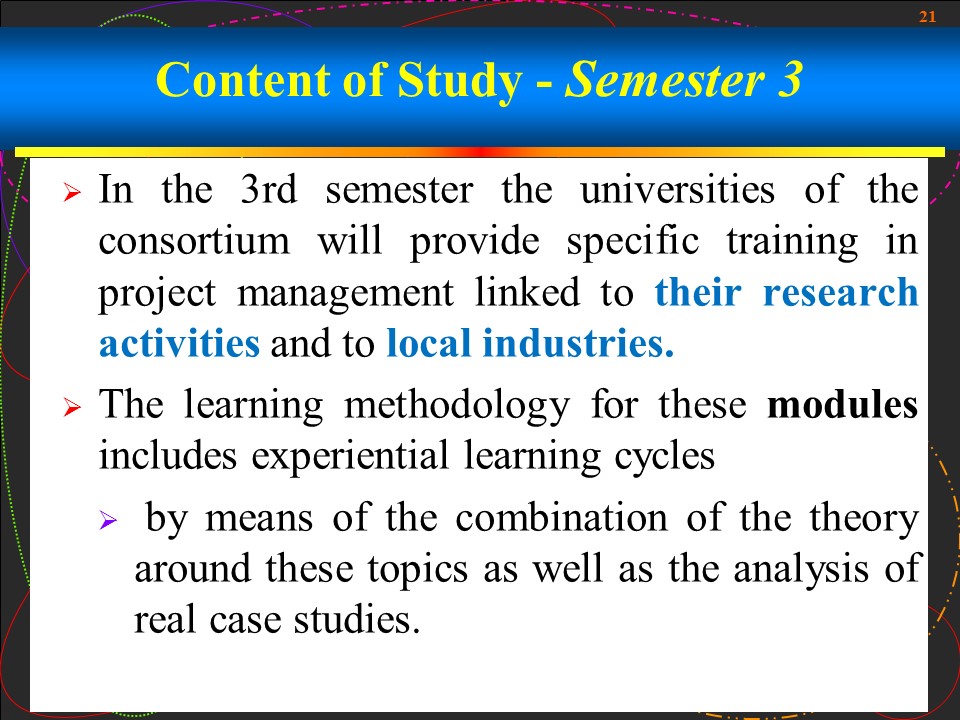 21
Content of Study - Semester 3
In the 3rd semester the universities of the
consortium will provide specific training in
project management linked to their research
activities and to local industries.
The learning methodology for these modules
includes experiential learning cycles
by means of the combination of the theory
around these topics as well as the analysis of
real case studies.